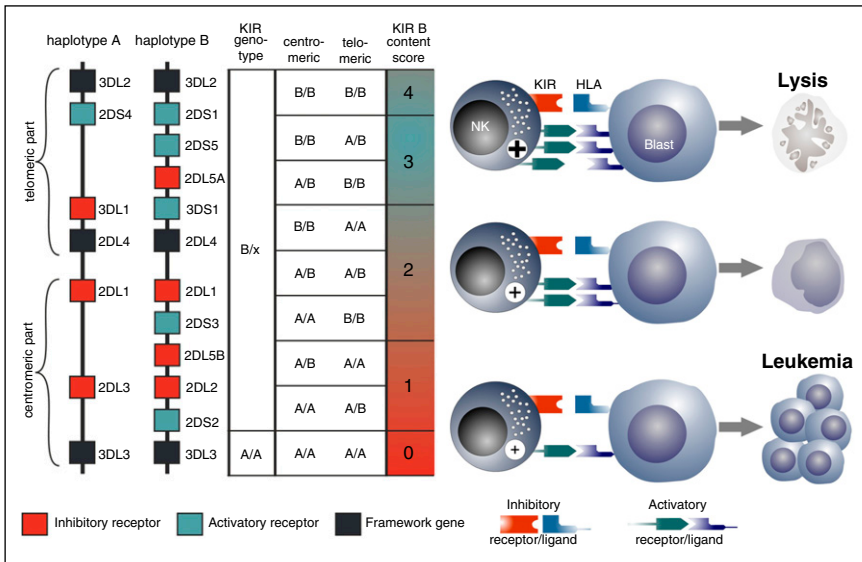 haplotype A
haplotype B
KIR
geno-
type
centro-
meric
telo-
meric
KIR B
content
score
telomeric part
centromeric part
3DL2
2DS4
3DL1
2DL4
2DL1
2DL3
3DL3
3DL2
2DS1
2DS5
2DL5A
3DS1
2DL4
2DL1
2DS3
2DL5B
2DL2
2DS2
3DL3
B/x
A/A
B/B B/B
B/B A/B
A/B B/B
B/B A/A
A/B A/B
A/A B/B
A/B A/A
A/A A/B
A/A A/A
4
3
2
1
0
KIR HLA
NK
Blast
Lysis
Leukemia
Inhibitory receptor
Activatory receptor
Framework gene
Inhibitory
receptor/ligand
Activatory
receptor/ligand